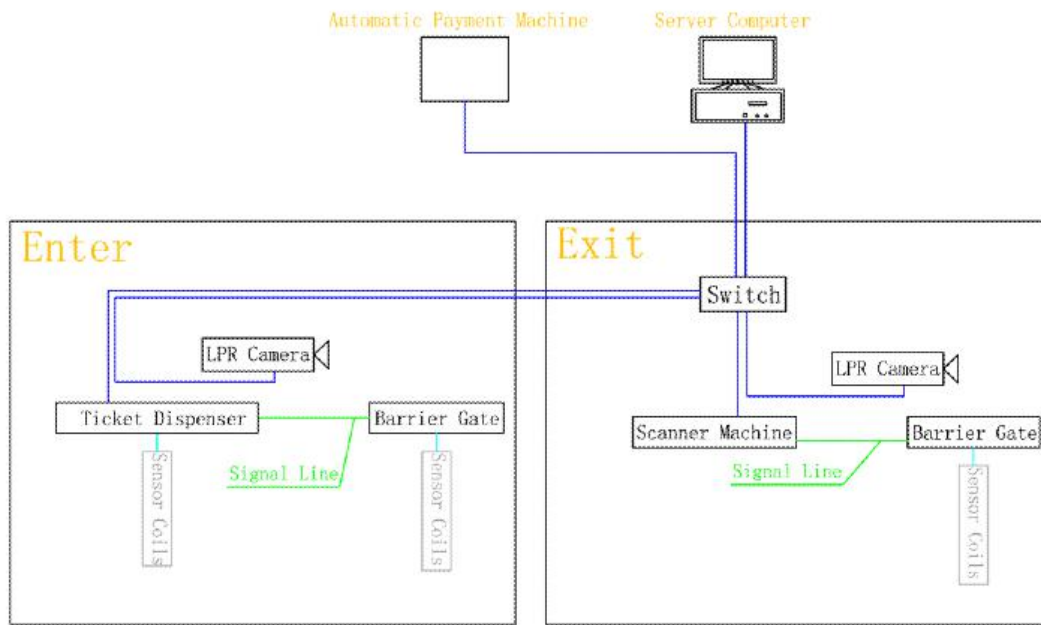 Automatic Payment Machine
Server Computer
Enter
Exit
Switch
LPR Camera
LPR Camera
Ticket Dispenser
Barrier Gate
Scanner Machine
Barrier Gate
Signal Line
Signal Line
Sensor Coils
Sensor Coils
Sensor Coils